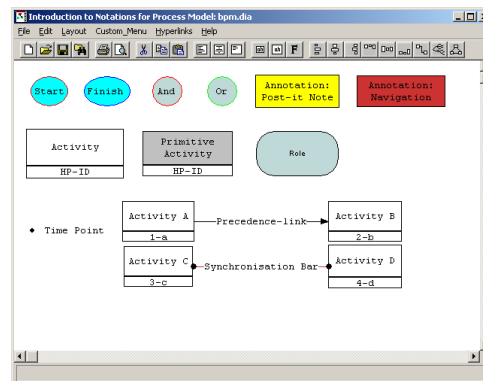 Introduction to Notations for Process Model: bpm.dia
File Edit Layout Custom_Menu Hyperlinks Help
F
Start Finish And Or Annotation: Post-it Note Annotation: Navigation
Activity
HP-ID
Primitive
Activity
HP-ID
Role
Activity A
1-a
Precedence-link
Activity B
2-b
Time Point
Activity C
3-c
Synchronisation Bar
Activity D
4-d